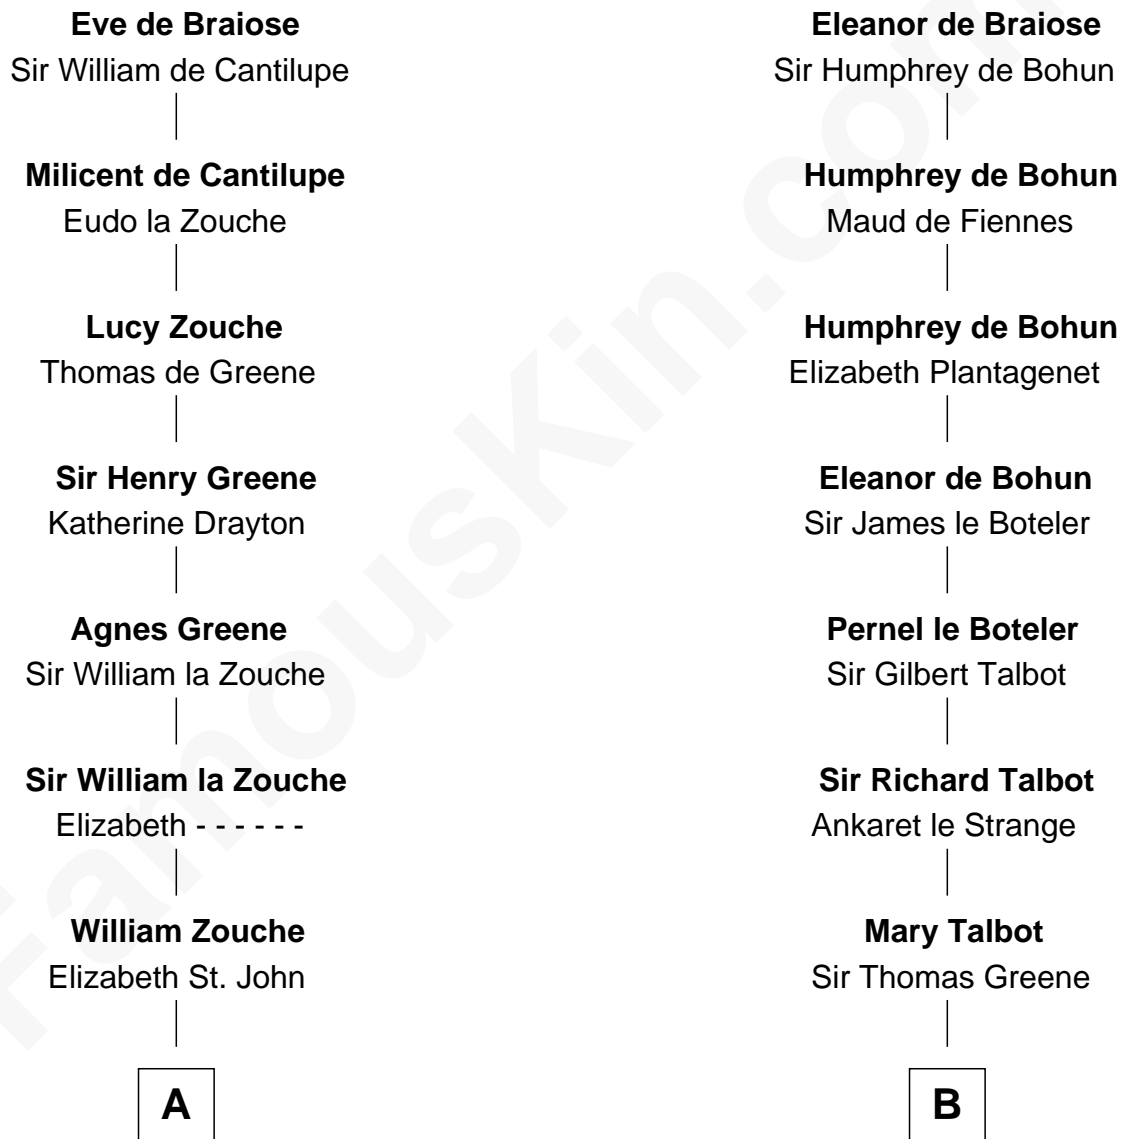 Eve de Braiose
Sir William de Cantilupe
Milicent de Cantilupe
Eudo la Zouche
Lucy Zouche
Thomas de Greene
Sir Henry Greene
Katherine Drayton
Agnes Greene
Sir William la Zouche
Sir William la Zouche
Elizabeth - - - - - -
William Zouche
Elizabeth St. John
A
Eleanor de Braiose
Sir Humphrey de Bohun
Humphrey de Bohun
Maud de Fiennes
Humphrey de Bohun
Elizabeth Plantagenet
Eleanor de Bohun
Sir James le Boteler
Pernel le Boteler
Sir Gilbert Talbot
Sir Richard Talbot
Ankaret le Strange
Mary Talbot
Sir Thomas Greene
B
FamousKin.com